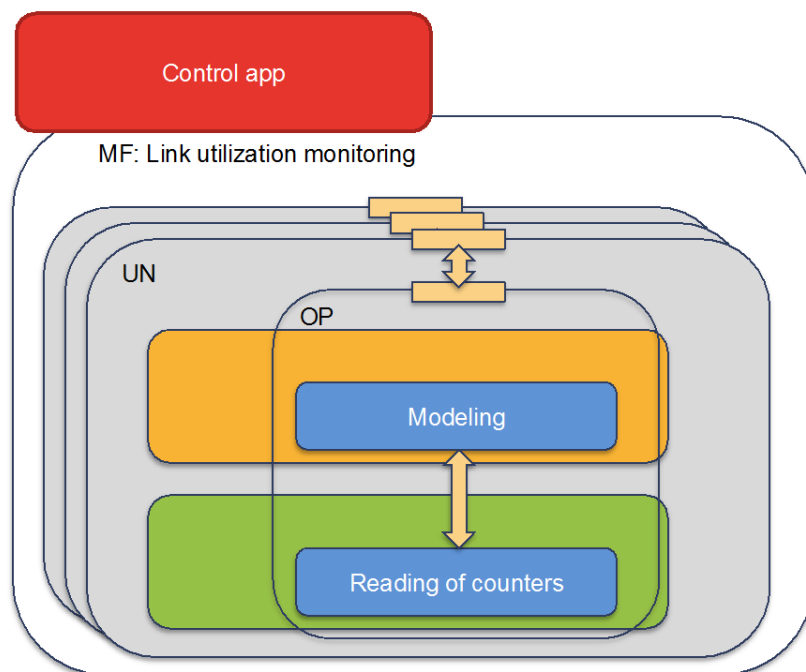 Control app
MF: Link utilization monitoring
UN
OP
Modeling
Reading of counters